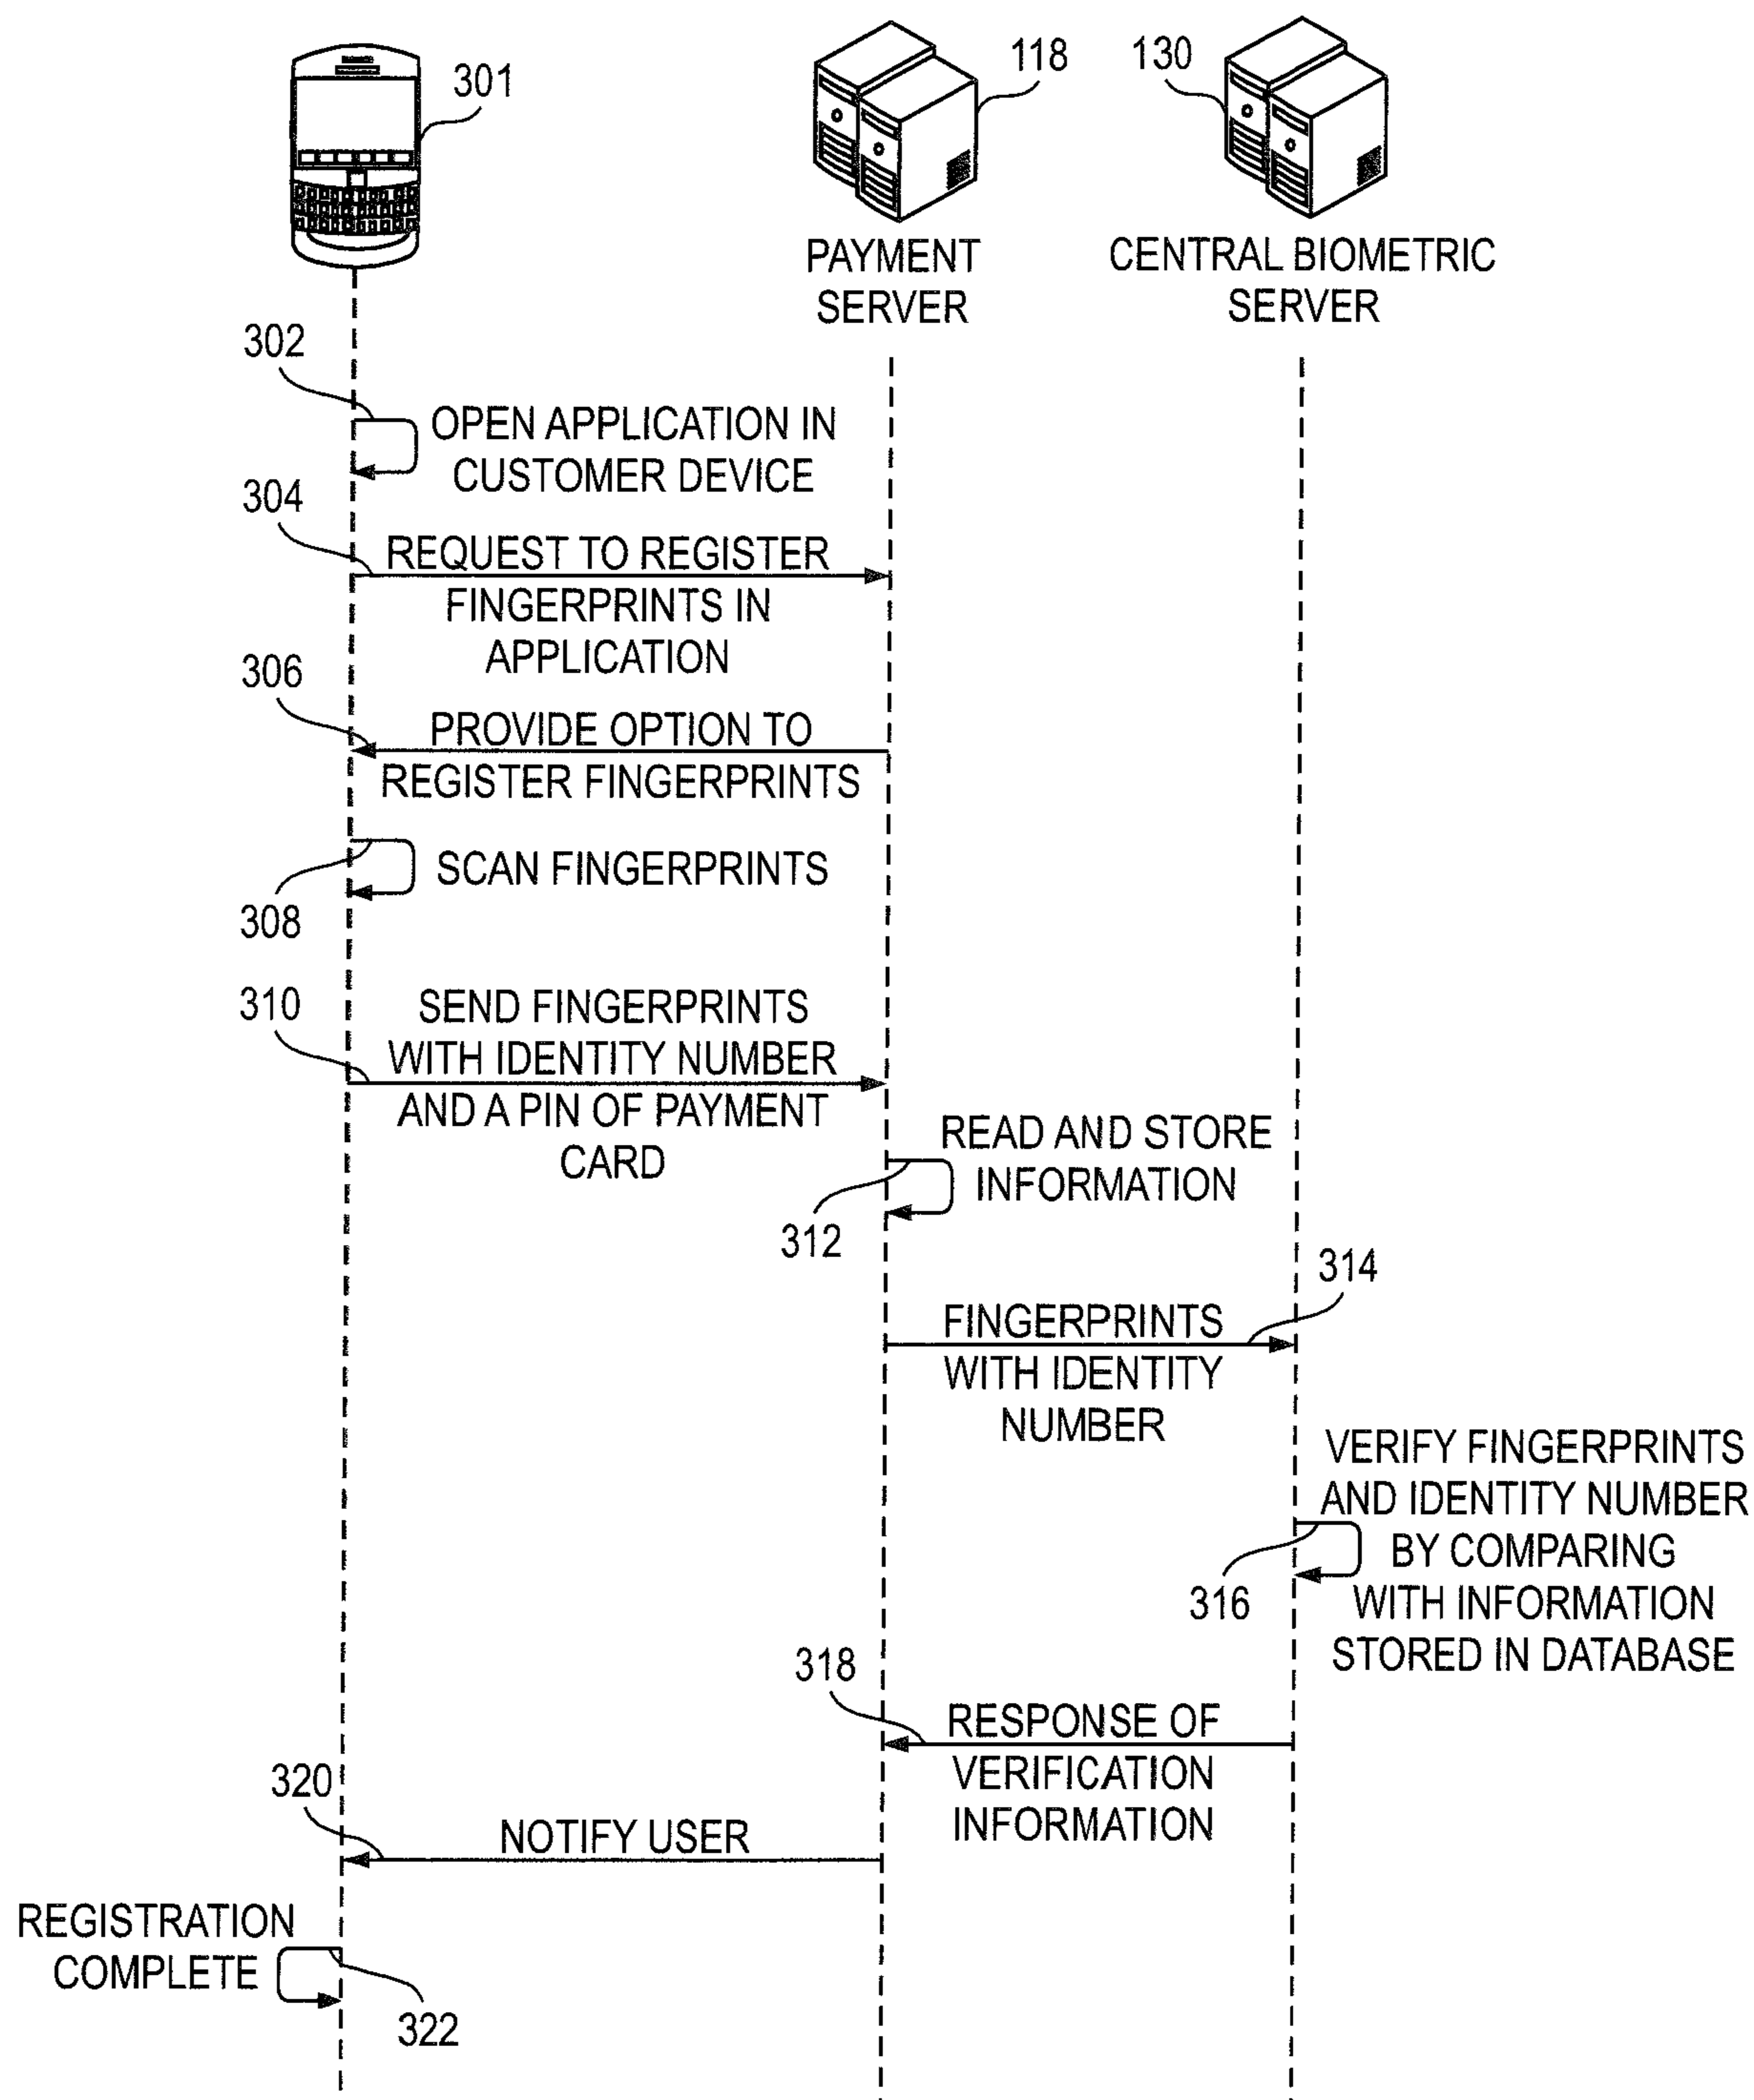 301
118
130
PAYMENT
SERVER
CENTRAL BIOMETRIC
SERVER
302
OPEN APPLICATION IN
CUSTOMER DEVICE
304
REQUEST TO REGISTER
FINGERPRINTS IN
APPLICATION
306
PROVIDE OPTION TO
REGISTER FINGERPRINTS
SCAN FINGERPRINTS
308
310
SEND FINGERPRINTS
WITH IDENTITY NUMBER
AND A PIN OF PAYMENT
CARD
READ AND STORE
INFORMATION
312
314
FINGERPRINTS
WITH IDENTITY
NUMBER
VERIFY FINGERPRINTS
AND IDENTITY NUMBER
BY COMPARING
WITH INFORMATION
STORED IN DATABASE
316
318
RESPONSE OF
VERIFICATION
INFORMATION
320
NOTIFY USER
REGISTRATION
COMPLETE
322